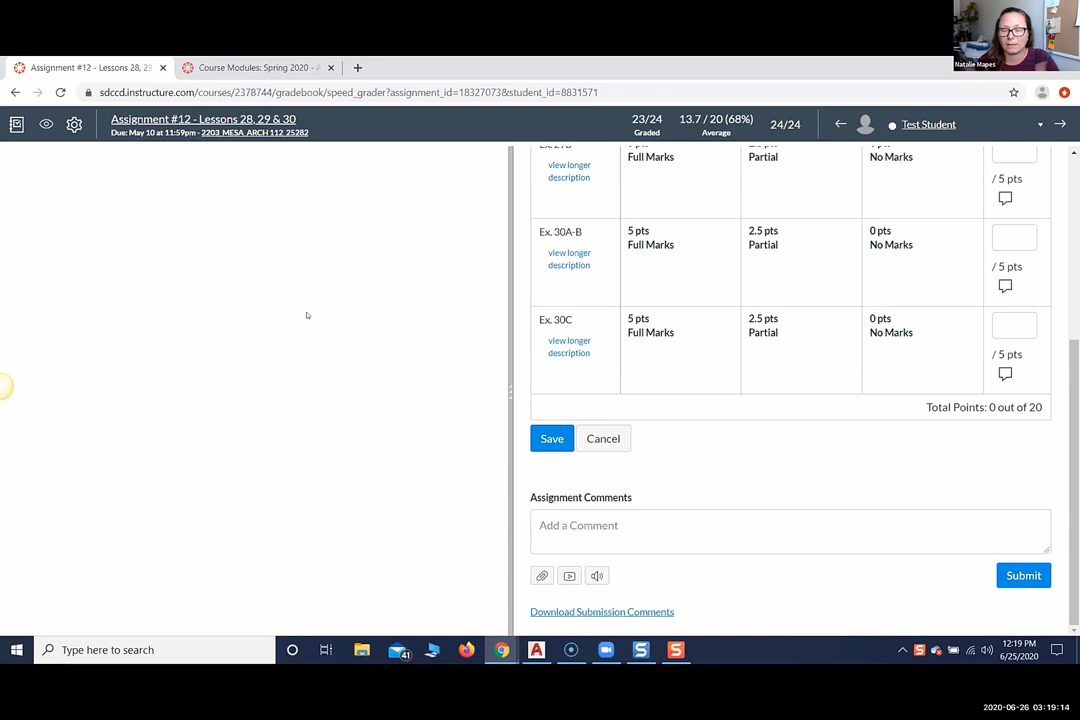 Natalie Mapes
Assignment #12 - Lessons 28, 29
Course Modules: Spring 2020 - A
sdccd.instructure.com/courses/2378744/gradebook/speed_grader?assignment_id=18327073&student_id=8831571
Assignment #12 - Lessons 28, 29 & 30
Due: May 10 at 11:59pm - 2203_MESA_ARCH 112_25282
23/24
Graded
13.7 / 20 (68%)
Average
24/24
Test Student
view longer
description
Full Marks
Partial
No Marks
/ 5 pts
Ex. 30A-B
view longer
description
5 pts
Full Marks
2.5 pts
Partial
0 pts
No Marks
/ 5 pts
Ex. 30C
view longer
description
5 pts
Full Marks
2.5 pts
Partial
0 pts
No Marks
/ 5 pts
Total Points: 0 out of 20
Save
Cancel
Assignment Comments
Add a Comment
Submit
Download Submission Comments
Type here to search
41
12:19 PM
6/25/2020
2020-06-26 03:19:14